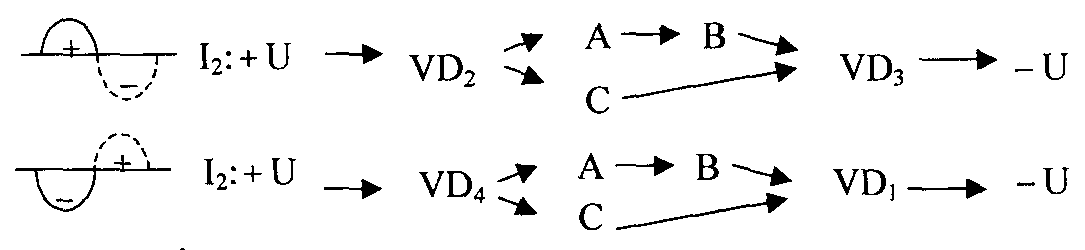 + I₂: + U → VD₂ A → B VD₃ → – U
– C
+ I₂: + U → VD₄ A → B VD₁ → – U
– C